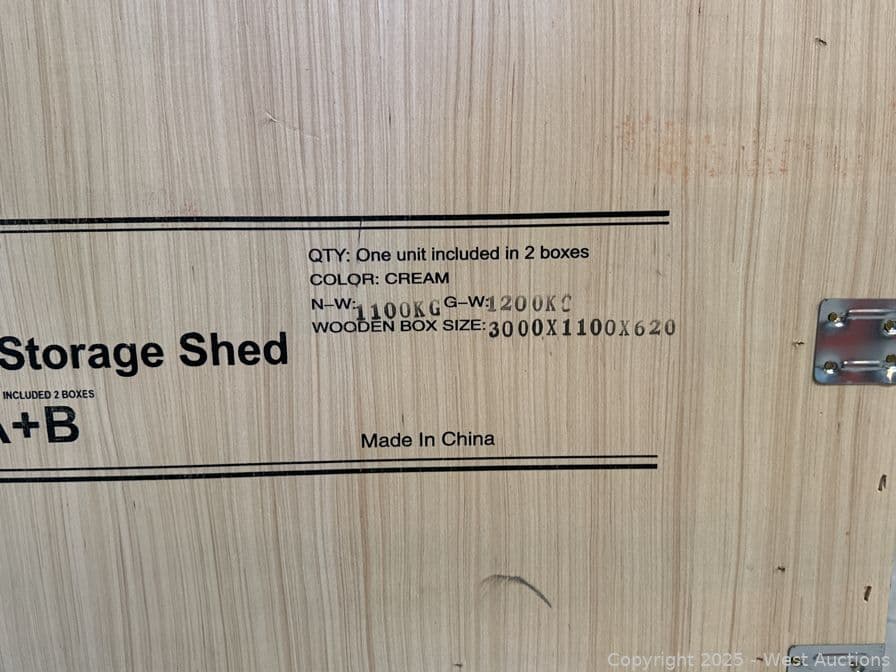 QTY: One unit included in 2 boxes
COLOR: CREAM
N-W: 1100KG G-W: 1200KG
WOODEN BOX SIZE: 3000X1100X620
Storage Shed
INCLUDED 2 BOXES
A+B
Made In China
Copyright 2025 - West Auctions